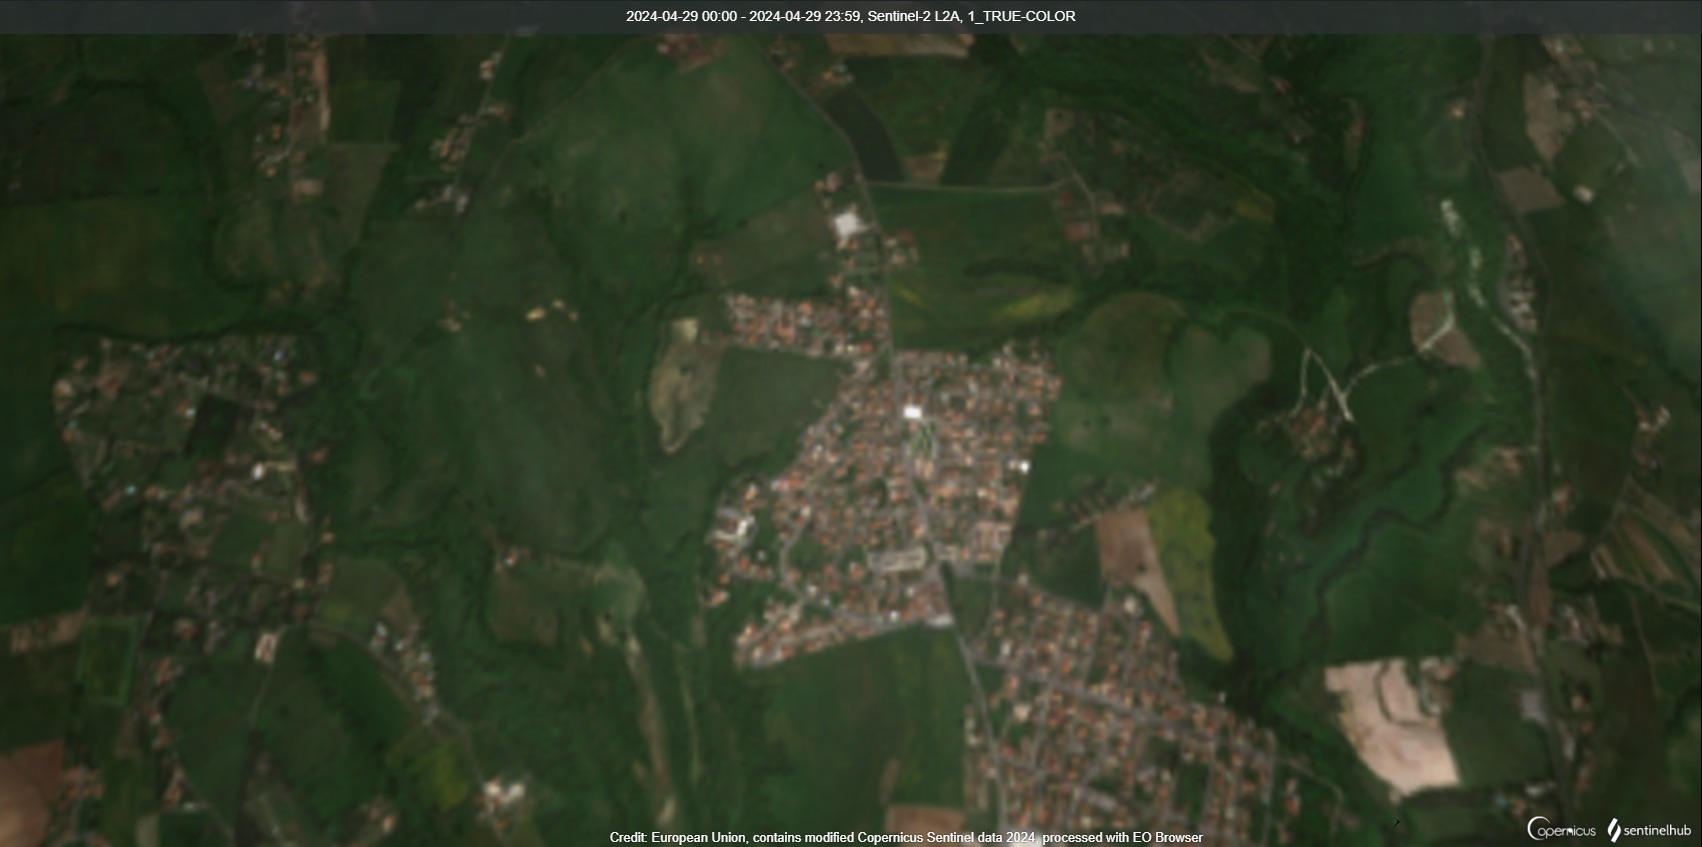 2024-04-29 00:00 - 2024-04-29 23:59, Sentinel-2 L2A, 1_TRUE-COLOR
Credit: European Union, contains modified Copernicus Sentinel data 2024, processed with EO Browser
opernicus
sentinelhub